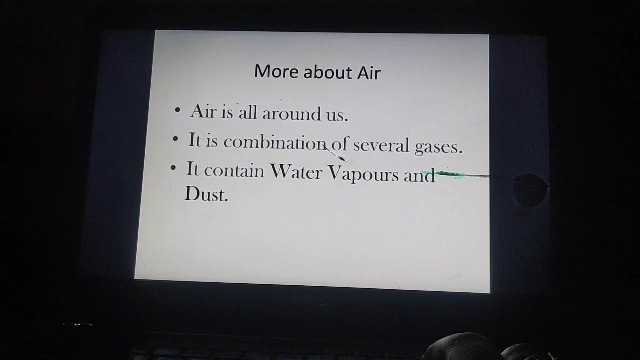 More about Air
• Air is all around us.
• It is combination of several gases.
• It contain Water Vapours and
Dust.